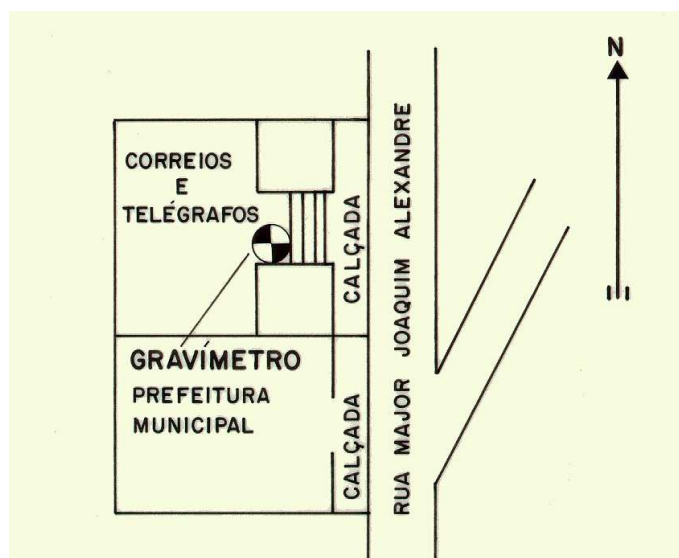 N
CORREIOS
E
TELÉGRAFOS
CALÇADA
RUA MAJOR JOAQUIM ALEXANDRE
GRAVÍMETRO
PREFEITURA
MUNICIPAL
CALÇADA